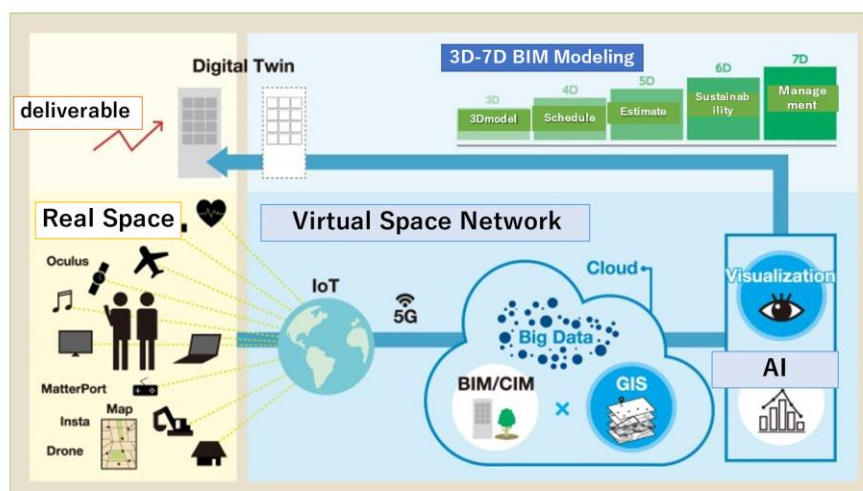 3D-7D BIM Modeling
Digital Twin
deliverable
3D
4D
5D
6D
7D
3Dmodel
Schedule
Estimate
Sustainab
ility
Manage
ment
Real Space
Virtual Space Network
Oculus
IoT
5G
Cloud
Visualization
Big Data
AI
BIM/CIM
×
GIS
MatterPort
Insta
Map
Drone